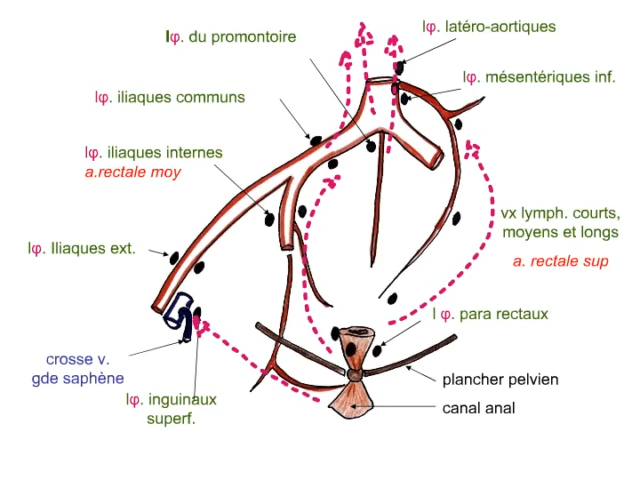 lφ. du promontoire
lφ. latéro-aortiques
lφ. mésentériques inf.
lφ. iliaques communs
lφ. iliaques internes
a.rectale moy
vx lymph. courts,
moyens et longs
a. rectale sup
lφ. Iliaques ext.
l φ. para rectaux
crosse v.
gde saphène
plancher pelvien
lφ. inguinaux
superf.
canal anal